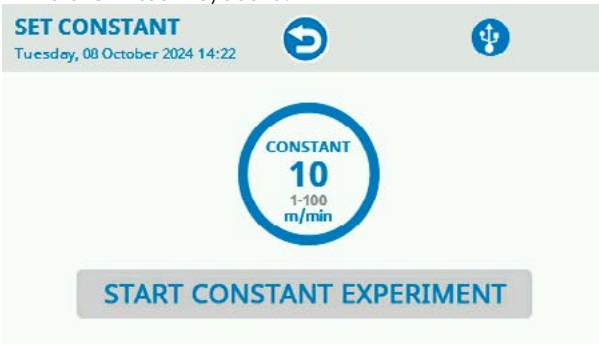 SET CONSTANT
Tuesday, 08 October 2024 14:22
CONSTANT
10
1-100
m/min
START CONSTANT EXPERIMENT